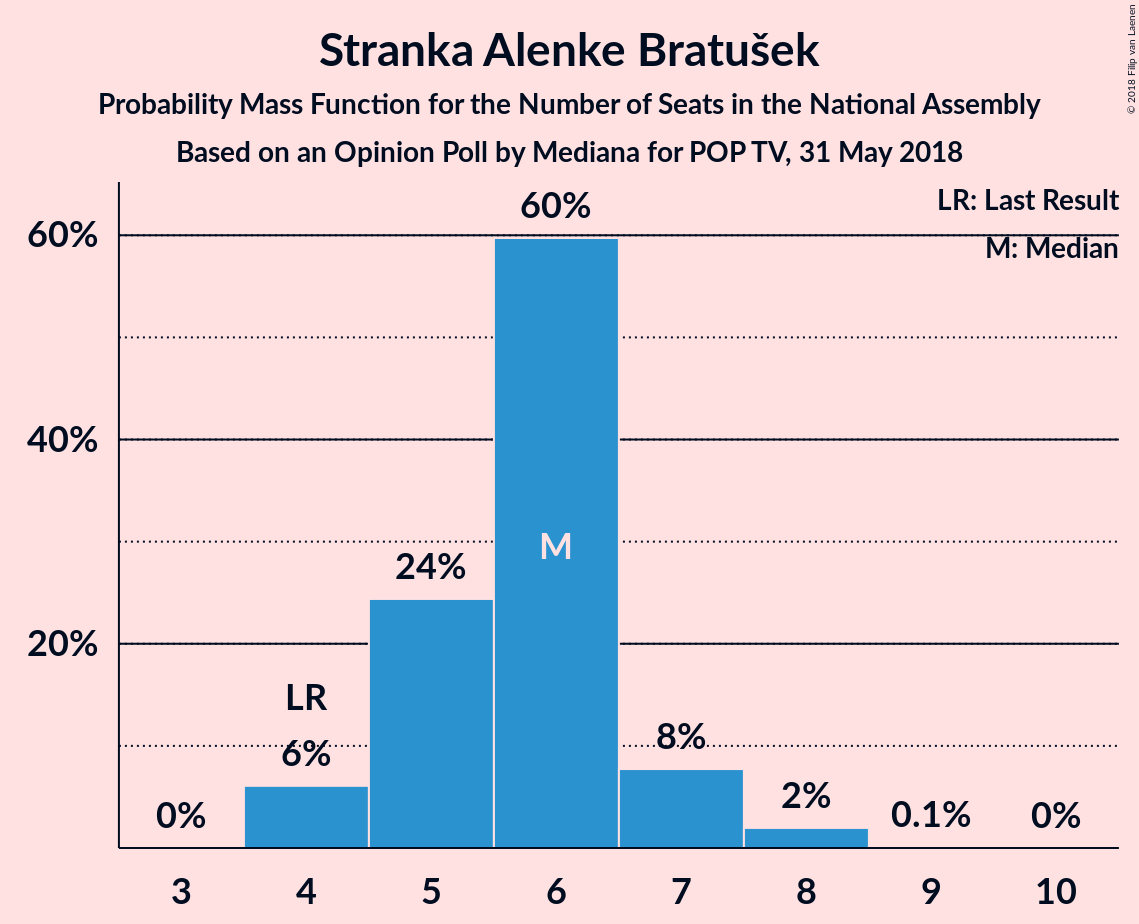 Stranka Alenke Bratušek
Probability Mass Function for the Number of Seats in the National Assembly
Based on an Opinion Poll by Mediana for POP TV, 31 May 2018
© 2018 Filip van Laenen
LR: Last Result
M: Median
60%
40%
20%
0%
LR
6%
24%
60%
M
8%
2%
0.1%
0%
3 4 5 6 7 8 9 10